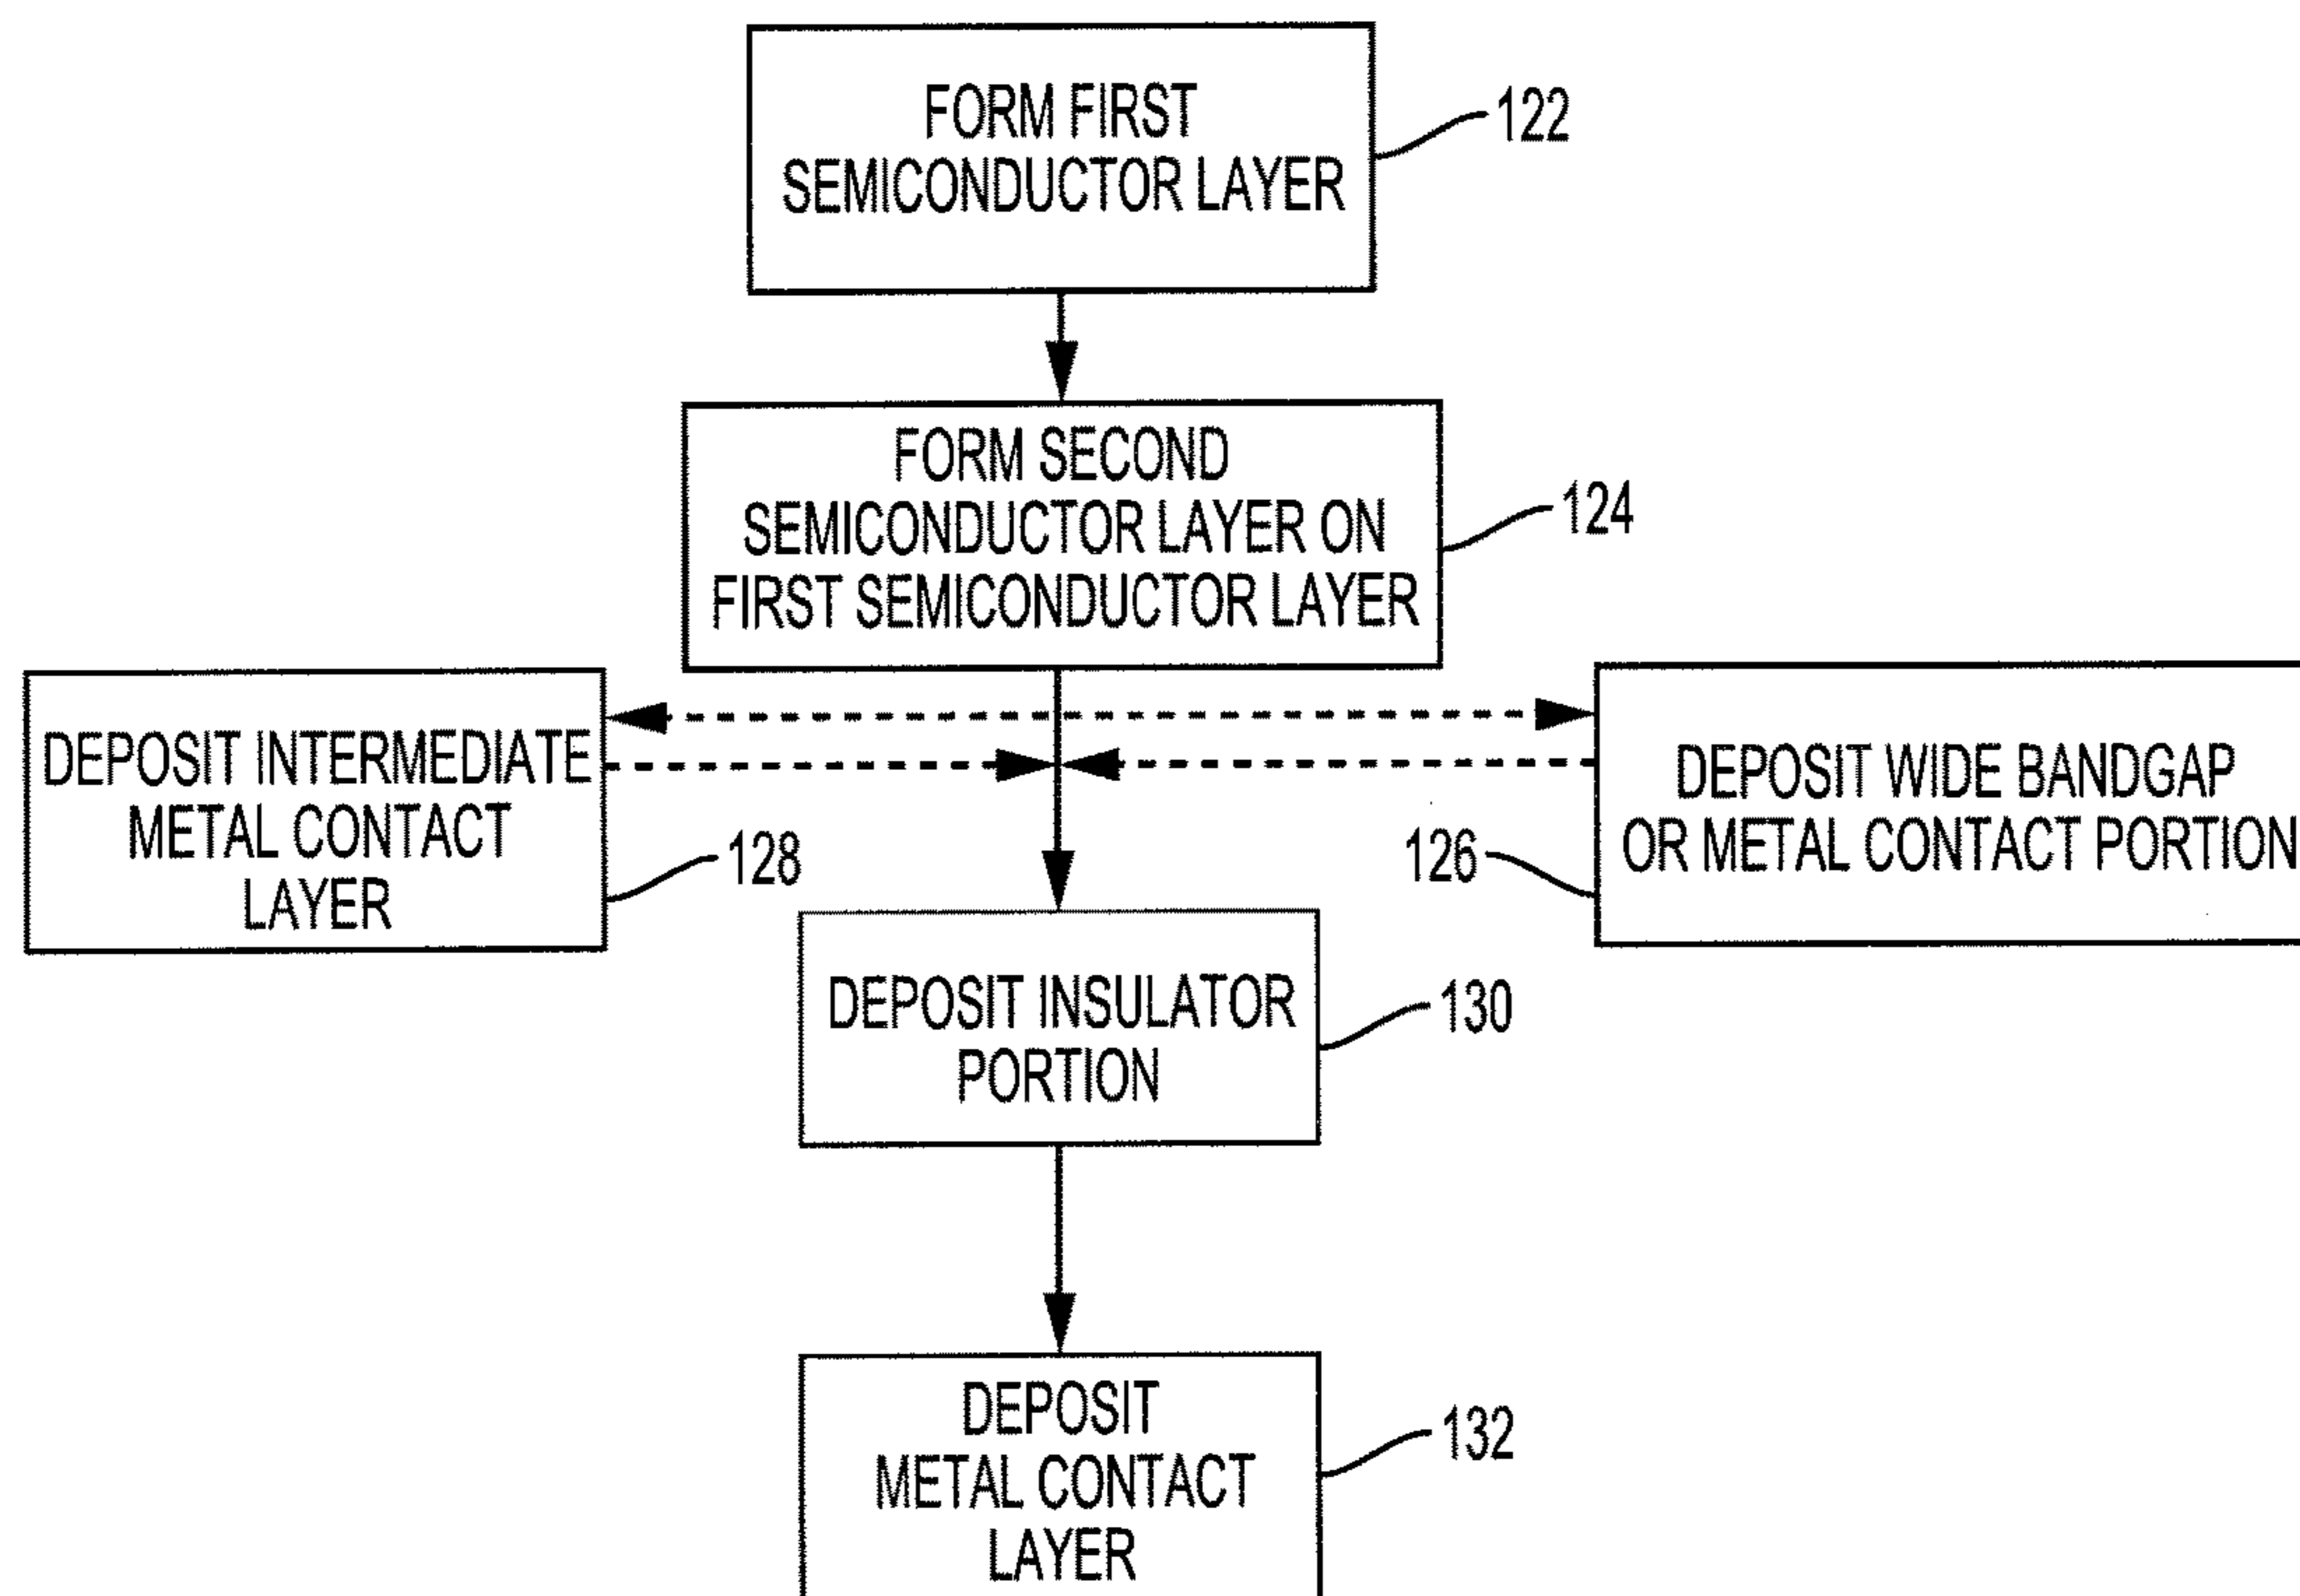 FORM FIRST
SEMICONDUCTOR LAYER
122
FORM SECOND
SEMICONDUCTOR LAYER ON
FIRST SEMICONDUCTOR LAYER
124
DEPOSIT INTERMEDIATE
METAL CONTACT
LAYER
128
DEPOSIT WIDE BANDGAP
OR METAL CONTACT PORTION
126
DEPOSIT INSULATOR
PORTION
130
DEPOSIT
METAL CONTACT
LAYER
132